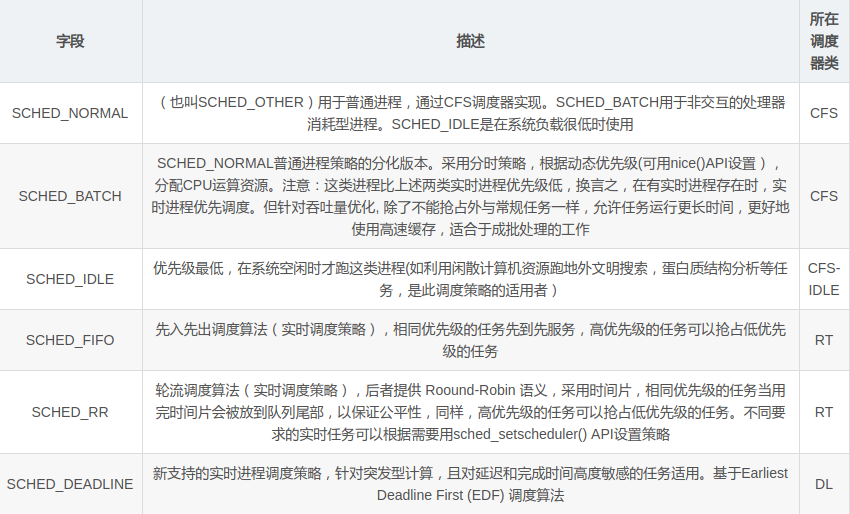 字段
描述
所在
调度
器类
SCHED_NORMAL
（也叫SCHED_OTHER）用于普通进程，通过CFS调度器实现。SCHED_BATCH用于非交互的处理器
消耗型进程。SCHED_IDLE是在系统负载很低时使用
CFS
SCHED_BATCH
SCHED_NORMAL普通进程策略的分化版本。采用分时策略，根据动态优先级(可用nice()API设置），
分配CPU运算资源。注意：这类进程比上述两类实时进程优先级低，换言之，在有实时进程存在时，实
时进程优先调度。但针对吞吐量优化, 除了不能抢占外与常规任务一样，允许任务运行更长时间，更好地
使用高速缓存，适合于成批处理的工作
CFS
SCHED_IDLE
优先级最低，在系统空闲时才跑这类进程(如利用闲散计算机资源跑地外文明搜索，蛋白质结构分析等任
务，是此调度策略的适用者）
CFS-
IDLE
SCHED_FIFO
先入先出调度算法（实时调度策略），相同优先级的任务先到先服务，高优先级的任务可以抢占低优先
级的任务
RT
SCHED_RR
轮流调度算法（实时调度策略），后者提供 Roound-Robin 语义，采用时间片，相同优先级的任务当用
完时间片会被放到队列尾部，以保证公平性，同样，高优先级的任务可以抢占低优先级的任务。不同要
求的实时任务可以根据需要用sched_setscheduler() API设置策略
RT
SCHED_DEADLINE
新支持的实时进程调度策略，针对突发型计算，且对延迟和完成时间高度敏感的任务适用。基于Earliest
Deadline First (EDF) 调度算法
DL